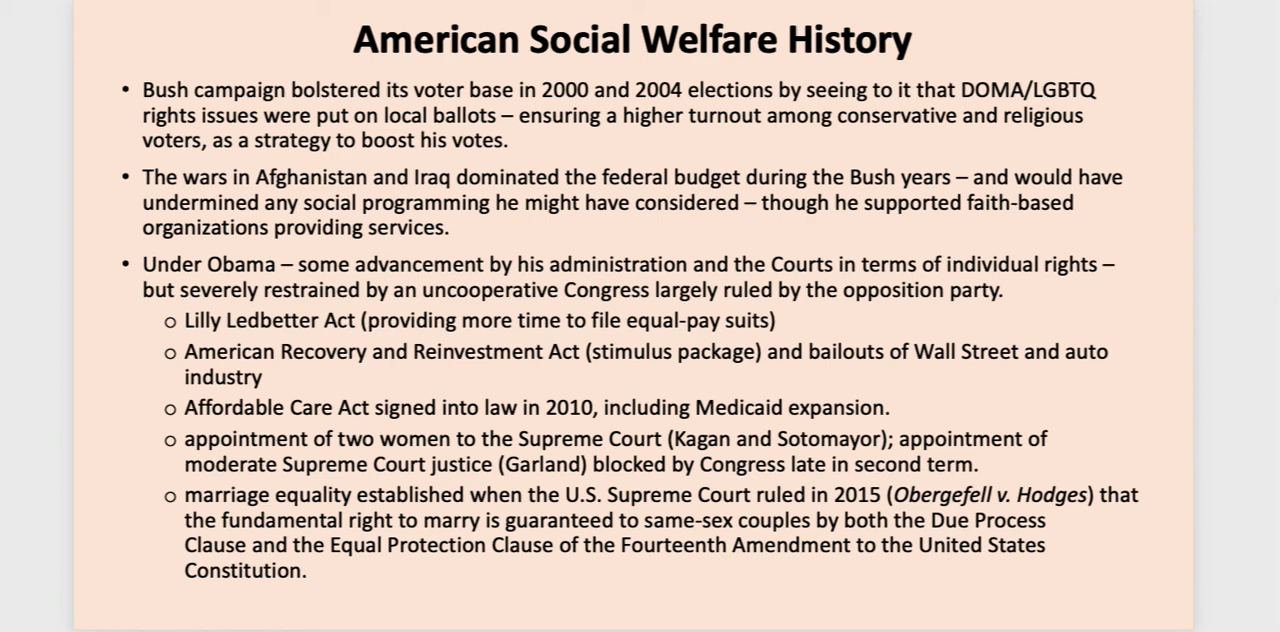 American Social Welfare History
• Bush campaign bolstered its voter base in 2000 and 2004 elections by seeing to it that DOMA/LGBTQ
rights issues were put on local ballots – ensuring a higher turnout among conservative and religious
voters, as a strategy to boost his votes.
• The wars in Afghanistan and Iraq dominated the federal budget during the Bush years – and would have
undermined any social programming he might have considered – though he supported faith-based
organizations providing services.
• Under Obama – some advancement by his administration and the Courts in terms of individual rights –
but severely restrained by an uncooperative Congress largely ruled by the opposition party.
o Lilly Ledbetter Act (providing more time to file equal-pay suits)
o American Recovery and Reinvestment Act (stimulus package) and bailouts of Wall Street and auto
industry
o Affordable Care Act signed into law in 2010, including Medicaid expansion.
o appointment of two women to the Supreme Court (Kagan and Sotomayor); appointment of
moderate Supreme Court justice (Garland) blocked by Congress late in second term.
o marriage equality established when the U.S. Supreme Court ruled in 2015 (Obergefell v. Hodges) that
the fundamental right to marry is guaranteed to same-sex couples by both the Due Process
Clause and the Equal Protection Clause of the Fourteenth Amendment to the United States
Constitution.